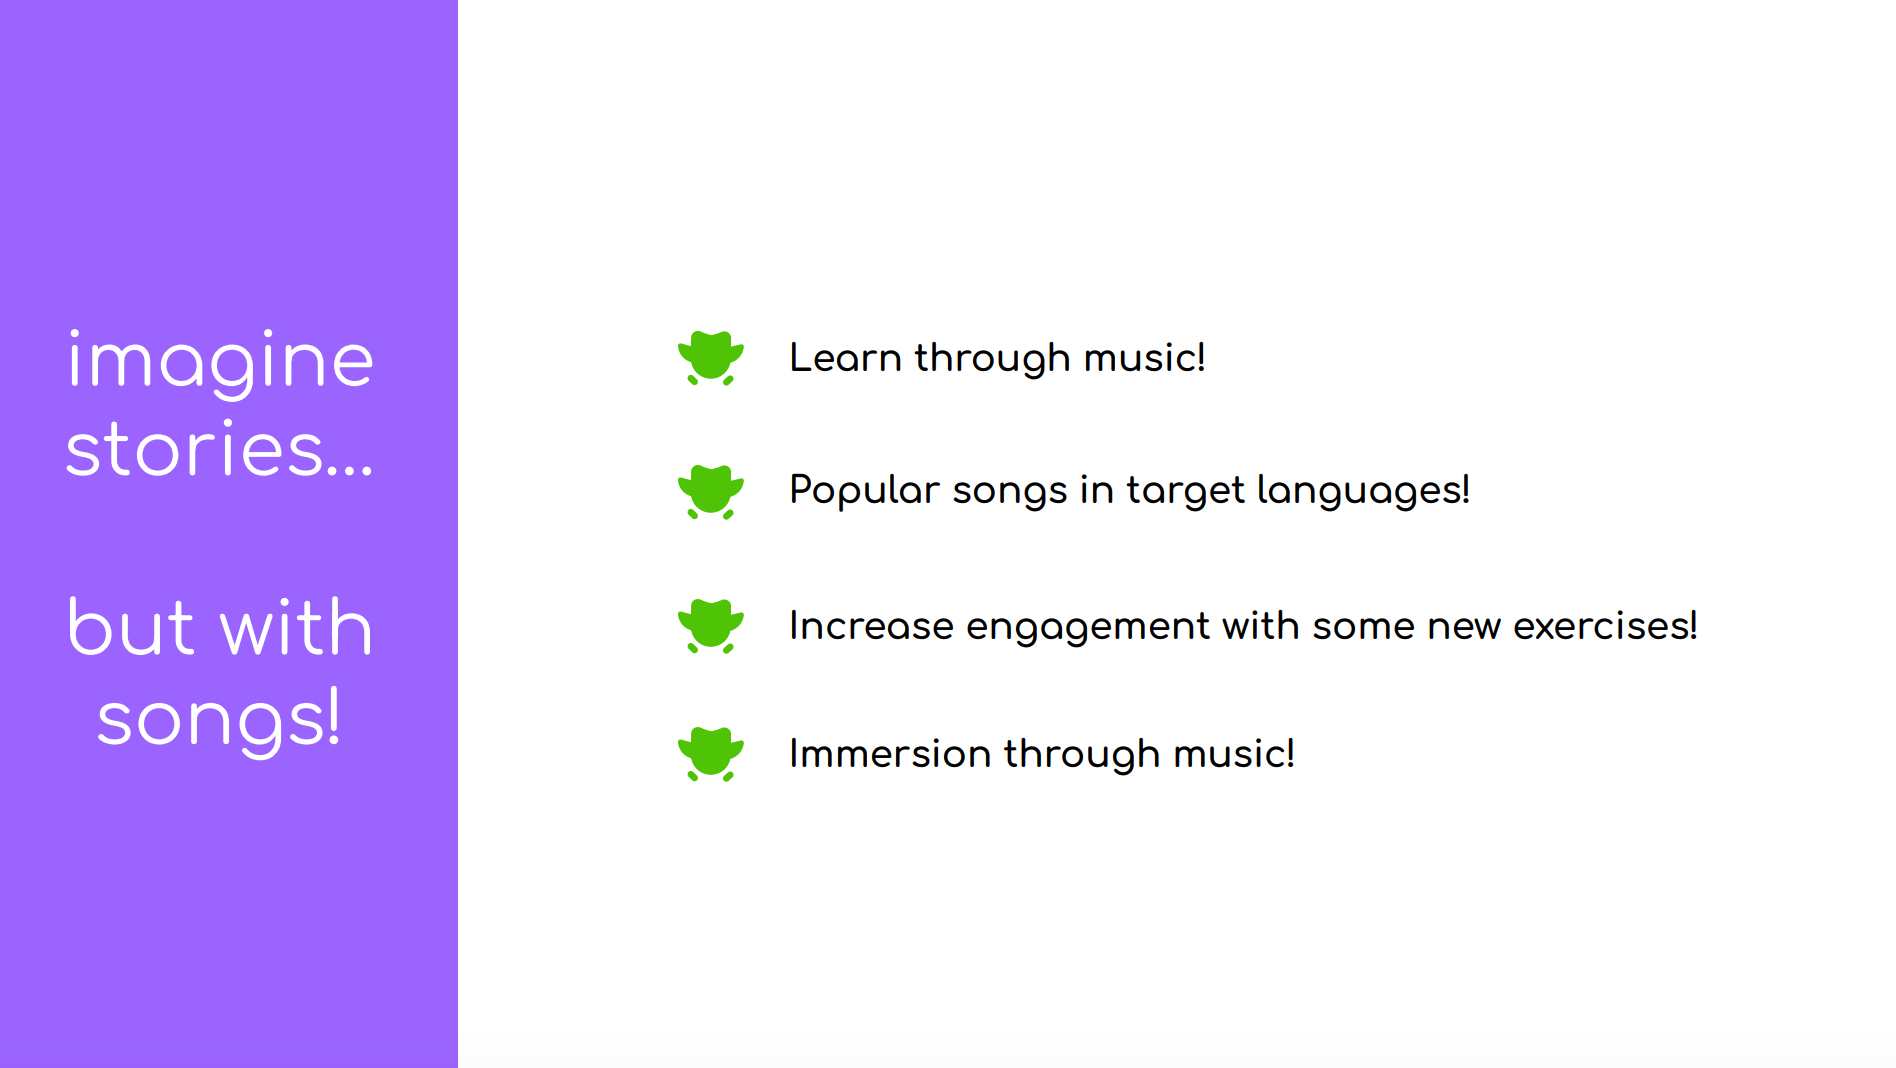 imagine
stories...
but with
songs!
Learn through music!
Popular songs in target languages!
Increase engagement with some new exercises!
Immersion through music!